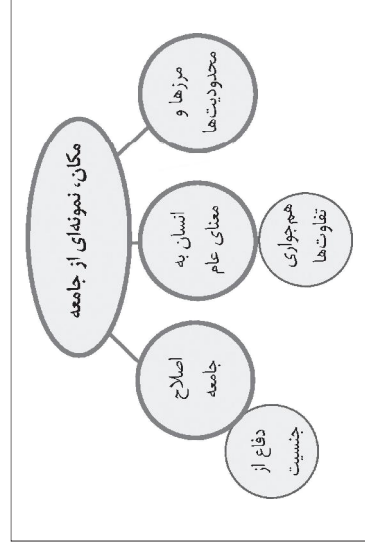 مکان، نمونه‌ای از جامعه
مرزها و
محدودیت‌ها
انسان به
معنای عام
هم‌جواری
تفاوت‌ها
اصلاح
جامعه
دفاع از
جنسیت